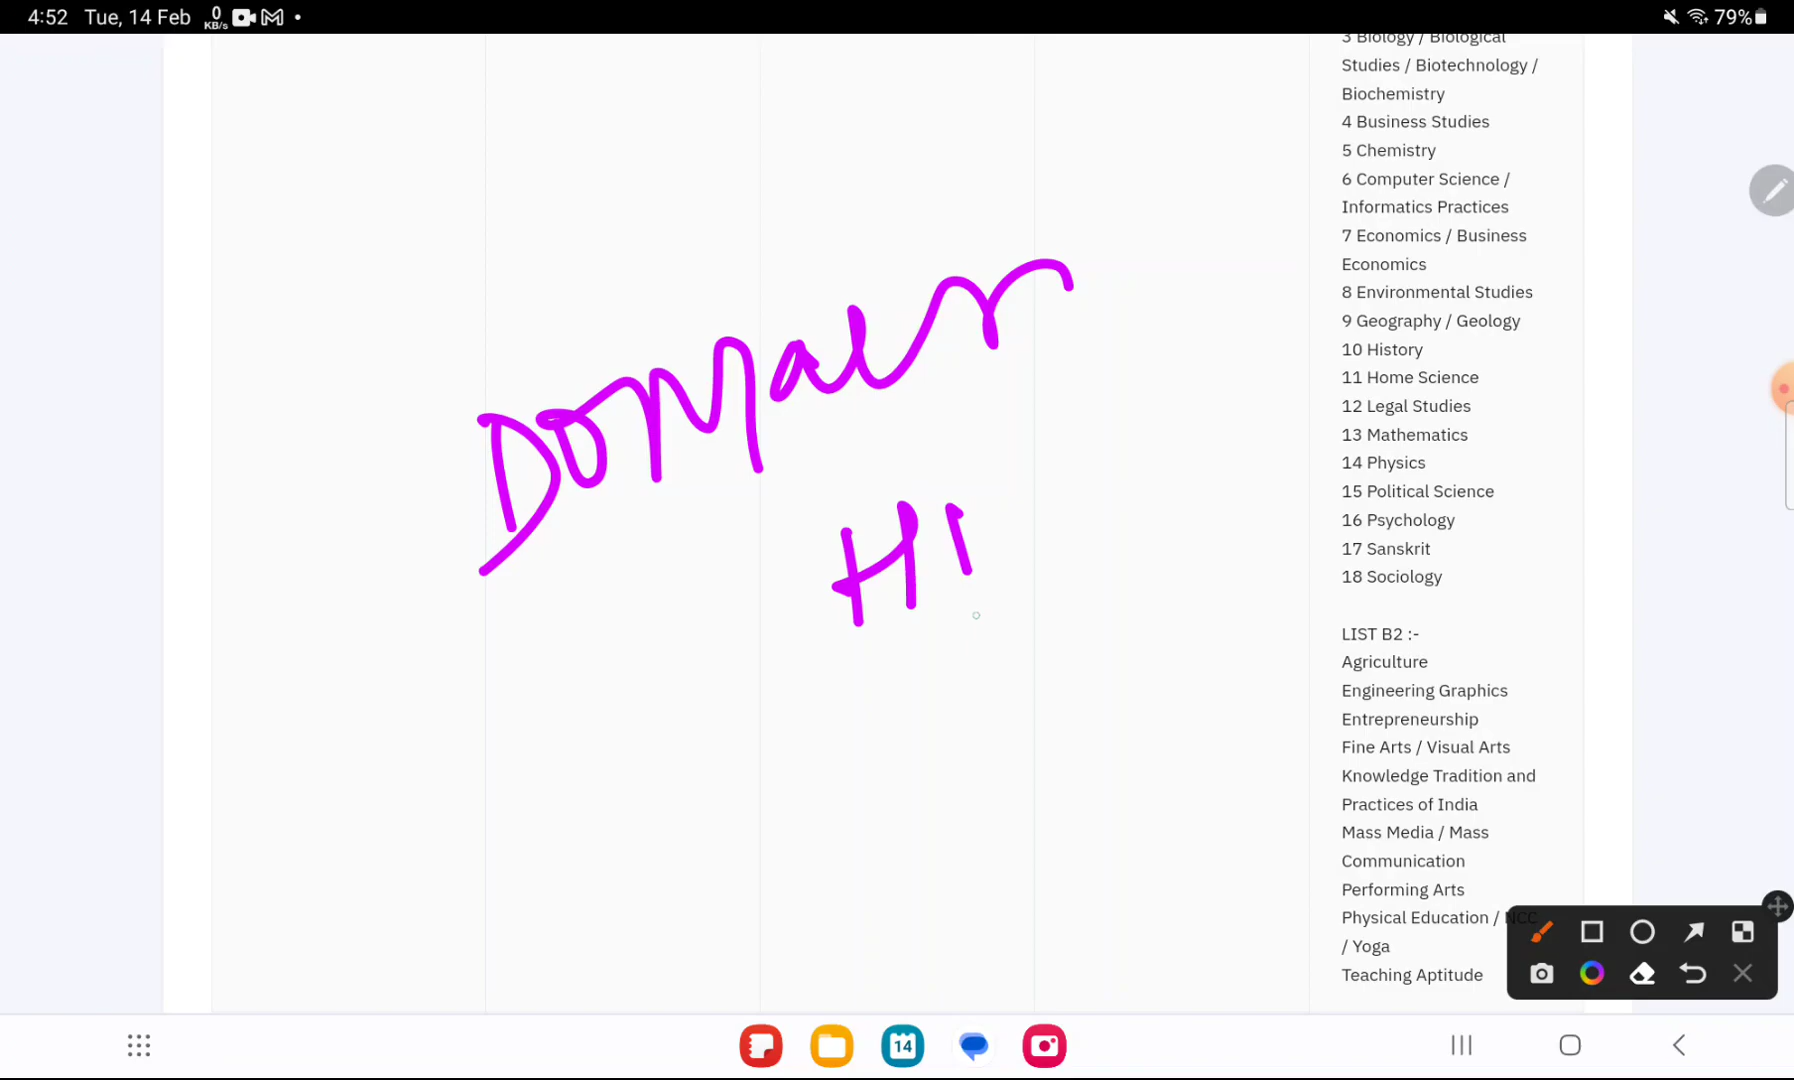 4:52 Tue, 14 Feb 0 KB/s 79%
3 Biology / Biological
Studies / Biotechnology /
Biochemistry
4 Business Studies
5 Chemistry
6 Computer Science /
Informatics Practices
7 Economics / Business
Economics
8 Environmental Studies
9 Geography / Geology
10 History
11 Home Science
12 Legal Studies
13 Mathematics
14 Physics
15 Political Science
16 Psychology
17 Sanskrit
18 Sociology
LIST B2 :-
Agriculture
Engineering Graphics
Entrepreneurship
Fine Arts / Visual Arts
Knowledge Tradition and
Practices of India
Mass Media / Mass
Communication
Performing Arts
Physical Education / NCC
/ Yoga
Teaching Aptitude
DOMain
HI
14